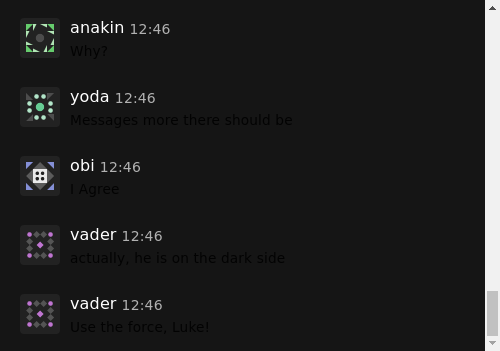 anakin 12:46
Why?
yoda 12:46
Messages more there should be
obi 12:46
I Agree
vader 12:46
actually, he is on the dark side
vader 12:46
Use the force, Luke!